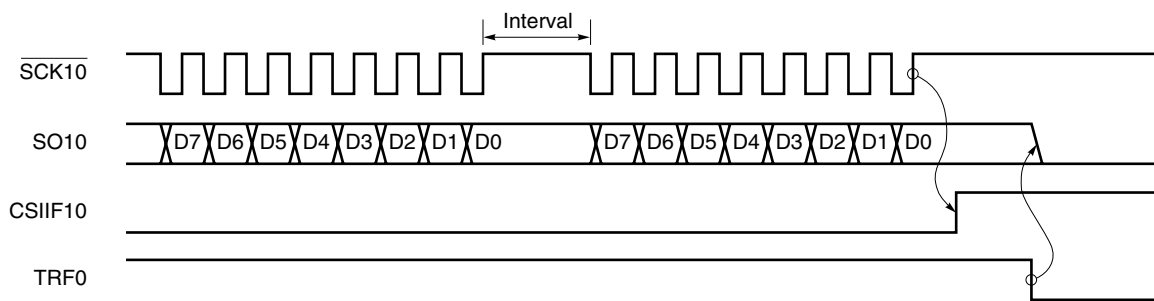 Interval
SCK10
SO10 D7 D6 D5 D4 D3 D2 D1 D0 D7 D6 D5 D4 D3 D2 D1 D0
CSIIF10
TRF0